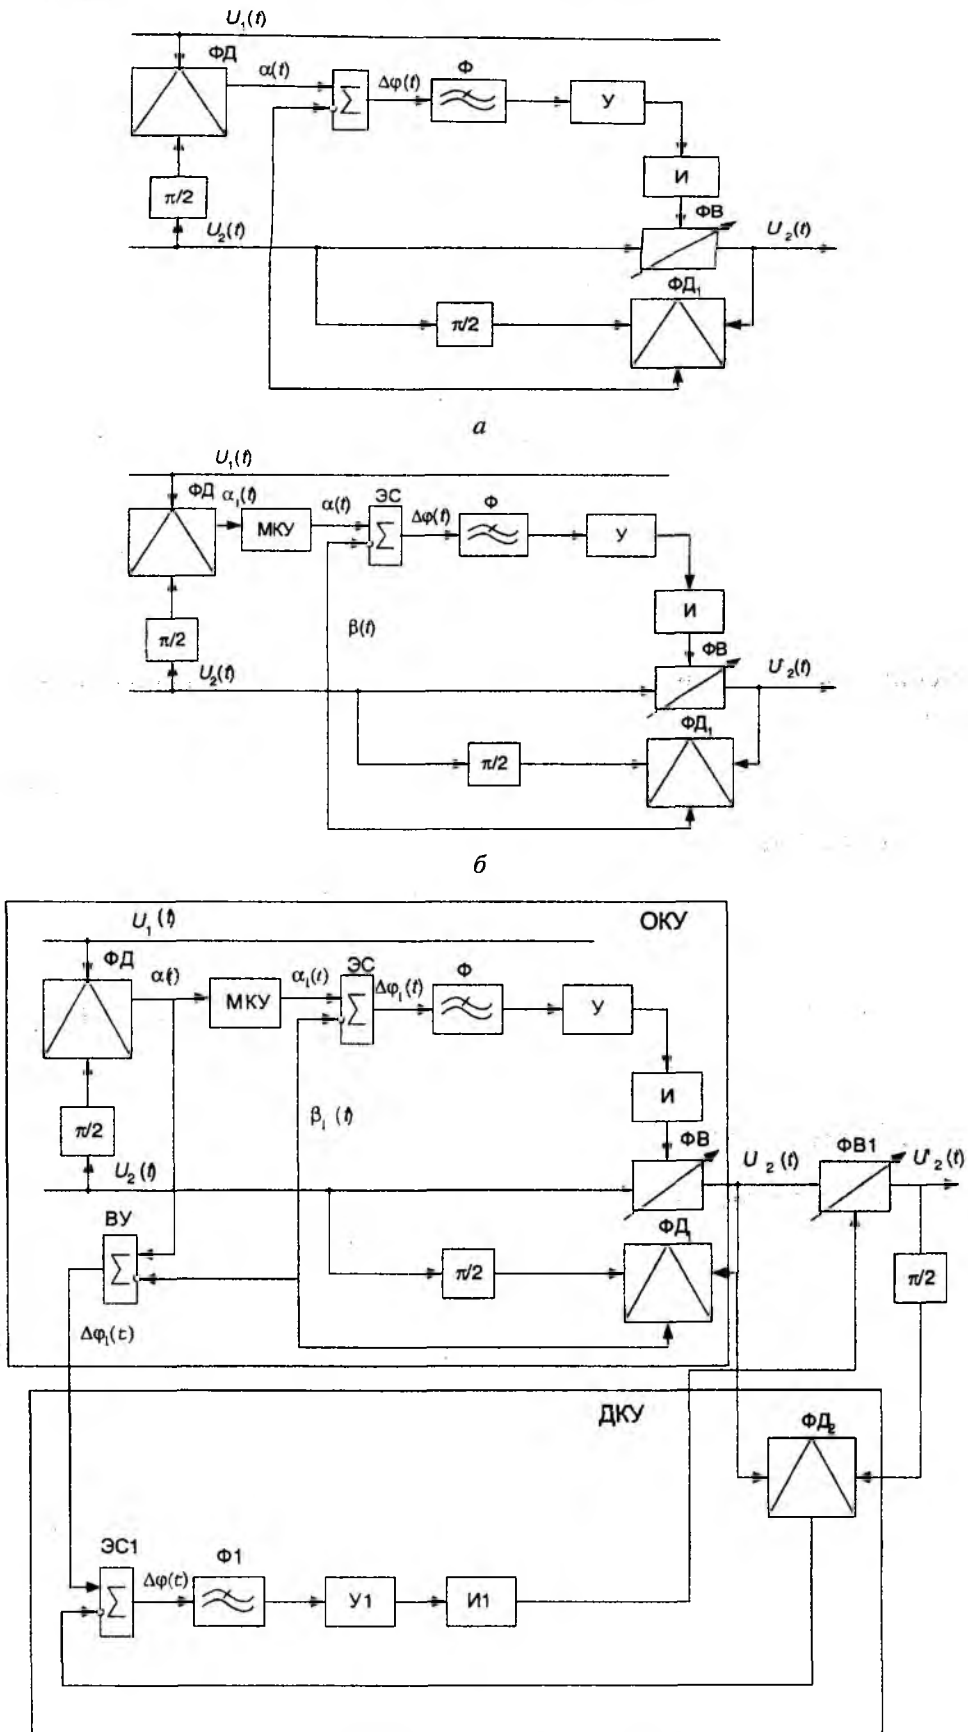 U₁(t)
ФД
α(t)
Σ
Δφ(t)
Ф
У
И
π/2
U₂(t)
ФВ
U'₂(t)
ФД₁
π/2
а
U₁(t)
ФД
α₁(t)
МКУ
α(t)
ЭС
Σ
Δφ(t)
Ф
У
И
π/2
β(t)
U₂(t)
ФВ
U'₂(t)
ФД₁
π/2
б
U₁(t)
ОКУ
ФД
α(t)
МКУ
α₁(t)
ЭС
Σ
Δφ₁(t)
Ф
У
И
π/2
β₁(t)
U₂(t)
ФВ
U₂(t)
ФВ1
U"₂(t)
ВУ
Σ
ФД₁
π/2
π/2
Δφ₁(t)
ДКУ
ФД₂
ЭС1
Σ
Δφ(t)
Ф1
У1
И1